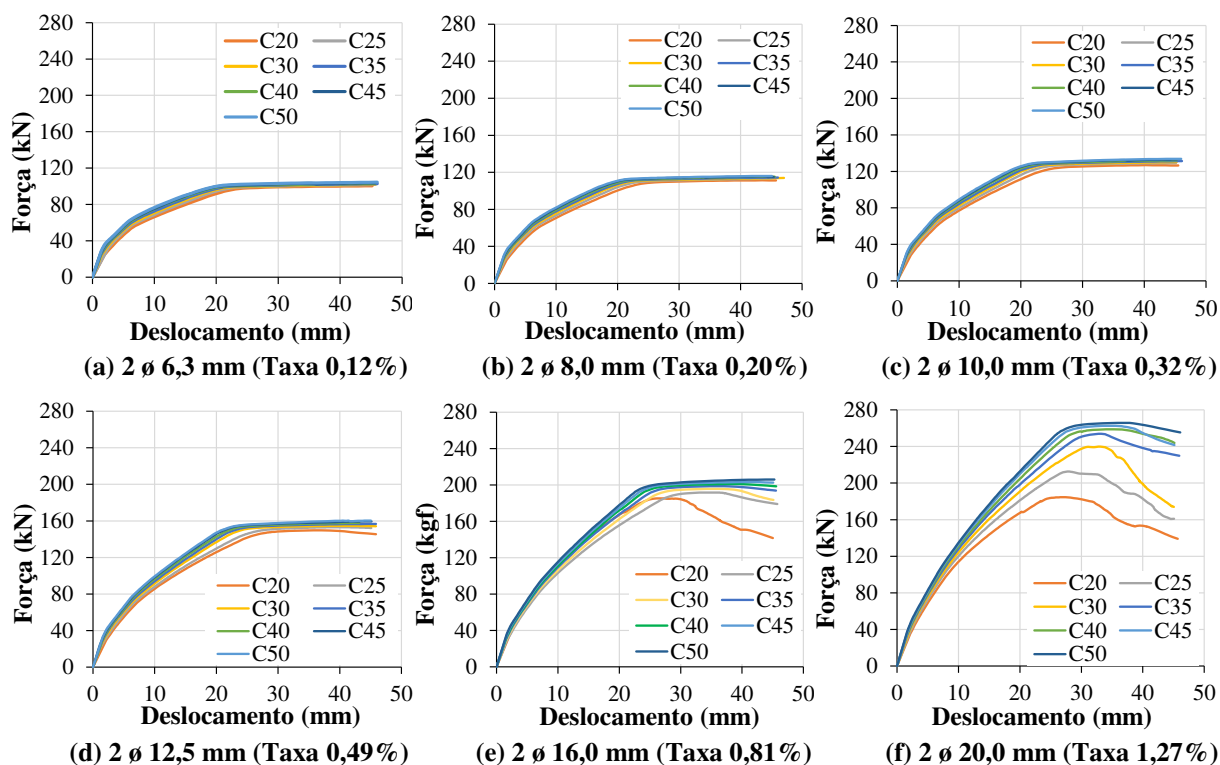 280
240
200
160
120
80
40
0
Força (kN)
C20 C25
C30 C35
C40 C45
C50
0 10 20 30 40 50
Deslocamento (mm)
(a) 2 ø 6,3 mm (Taxa 0,12%)
280
240
200
160
120
80
40
0
Força (kN)
C20 C25
C30 C35
C40 C45
C50
0 10 20 30 40 50
Deslocamento (mm)
(b) 2 ø 8,0 mm (Taxa 0,20%)
280
240
200
160
120
80
40
0
Força (kN)
C20 C25
C30 C35
C40 C45
C50
0 10 20 30 40 50
Deslocamento (mm)
(c) 2 ø 10,0 mm (Taxa 0,32%)
280
240
200
160
120
80
40
0
Força (kN)
C20 C25
C30 C35
C40 C45
C50
0 10 20 30 40 50
Deslocamento (mm)
(d) 2 ø 12,5 mm (Taxa 0,49%)
280
240
200
160
120
80
40
0
Força (kgf)
C20 C25
C30 C35
C40 C45
C50
0 10 20 30 40 50
Deslocamento (mm)
(e) 2 ø 16,0 mm (Taxa 0,81%)
280
240
200
160
120
80
40
0
Força (kN)
C20 C25
C30 C35
C40 C45
C50
0 10 20 30 40 50
Deslocamento (mm)
(f) 2 ø 20,0 mm (Taxa 1,27%)